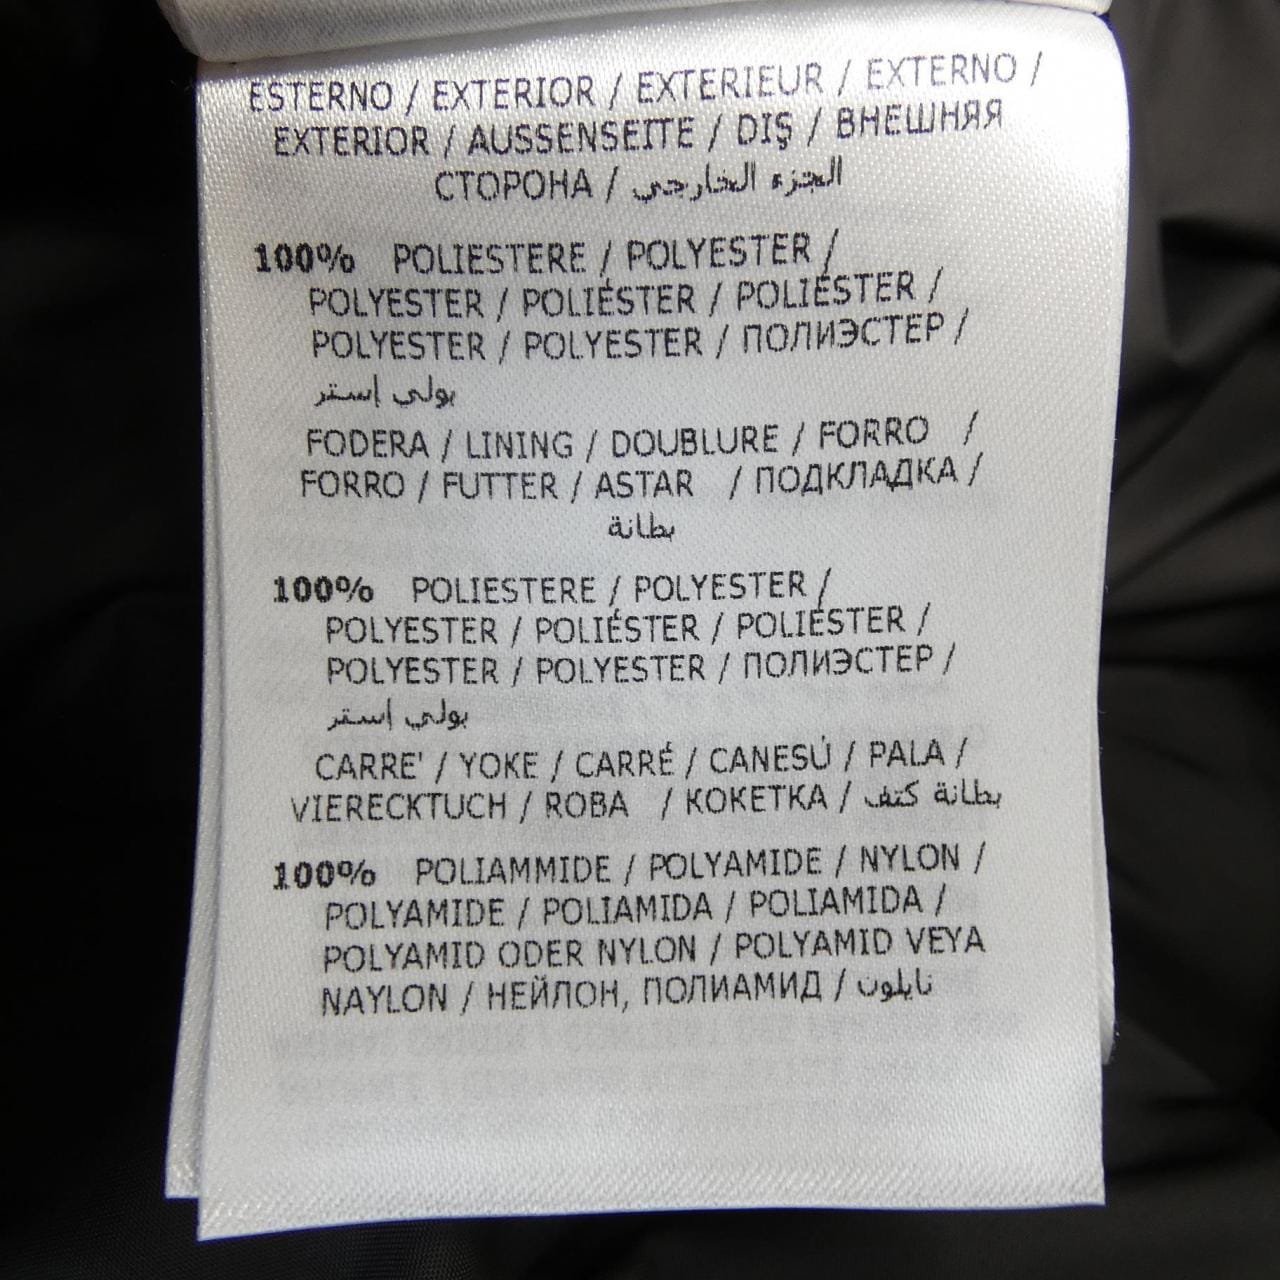 ESTERNO / EXTERIOR / EXTERIEUR / EXTERNO /
EXTERIOR / AUSSENSEITE / DIŞ / ВНЕШНЯЯ
СТОРОНА / الجزء الخارجي
100% POLIESTERE / POLYESTER /
POLYESTER / POLIÉSTER / POLIÉSTER /
POLYESTER / POLYESTER / ПОЛИЭСТЕР /
بولي إستر
FODERA / LINING / DOUBLURE / FORRO /
FORRO / FUTTER / ASTAR / ПОДКЛАДКА /
بطانة
100% POLIESTERE / POLYESTER /
POLYESTER / POLIÉSTER / POLIÉSTER /
POLYESTER / POLYESTER / ПОЛИЭСТЕР /
بولي إستر
CARRE' / YOKE / CARRÉ / CANESÚ / PALA /
VIERECKTUCH / ROBA / КОКЕТКА / بطانة كتف
100% POLIAMMIDE / POLYAMIDE / NYLON /
POLYAMIDE / POLIAMIDA / POLIAMIDA /
POLYAMID ODER NYLON / POLYAMID VEYA
NAYLON / НЕЙЛОН, ПОЛИАМИД / نايلون